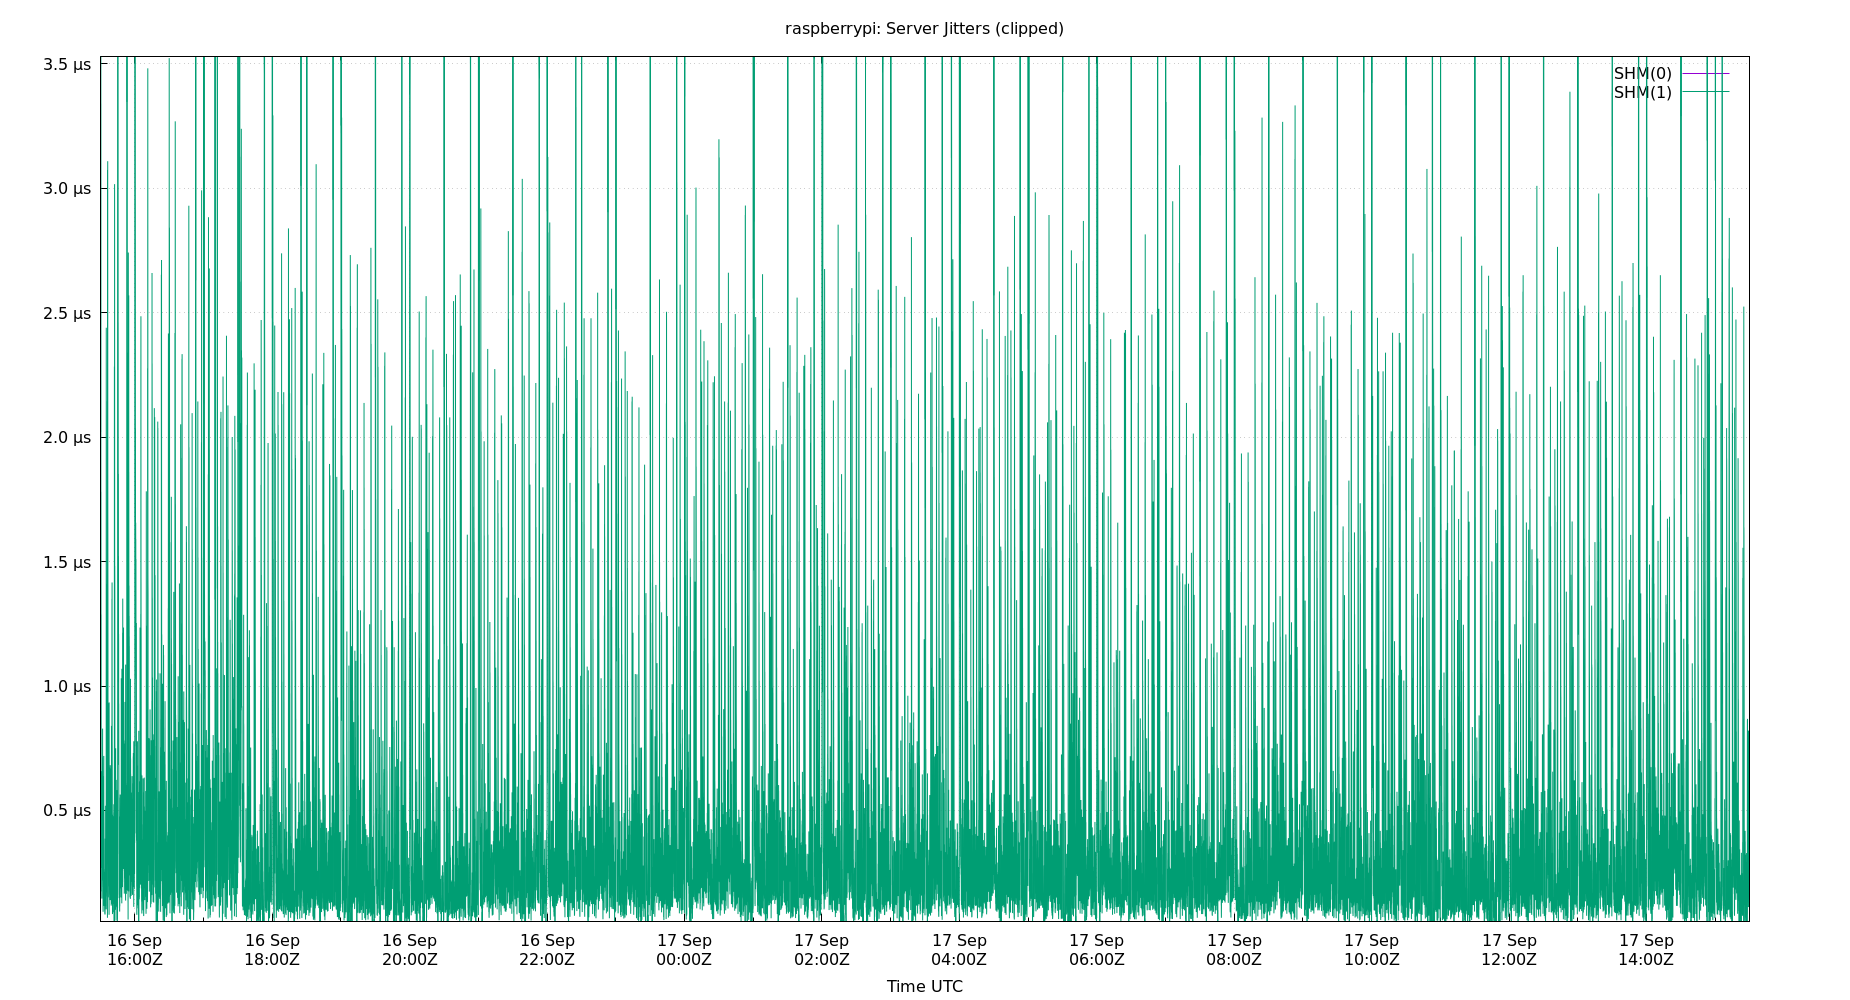 raspberrypi: Server Jitters (clipped)
3.5 µs
SHM(0)
SHM(1)
3.0 µs
2.5 µs
2.0 µs
1.5 µs
1.0 µs
0.5 µs
16 Sep 16 Sep 16 Sep 16 Sep 17 Sep 17 Sep 17 Sep 17 Sep 17 Sep 17 Sep 17 Sep 17 Sep
16:00Z 18:00Z 20:00Z 22:00Z 00:00Z 02:00Z 04:00Z 06:00Z 08:00Z 10:00Z 12:00Z 14:00Z
Time UTC